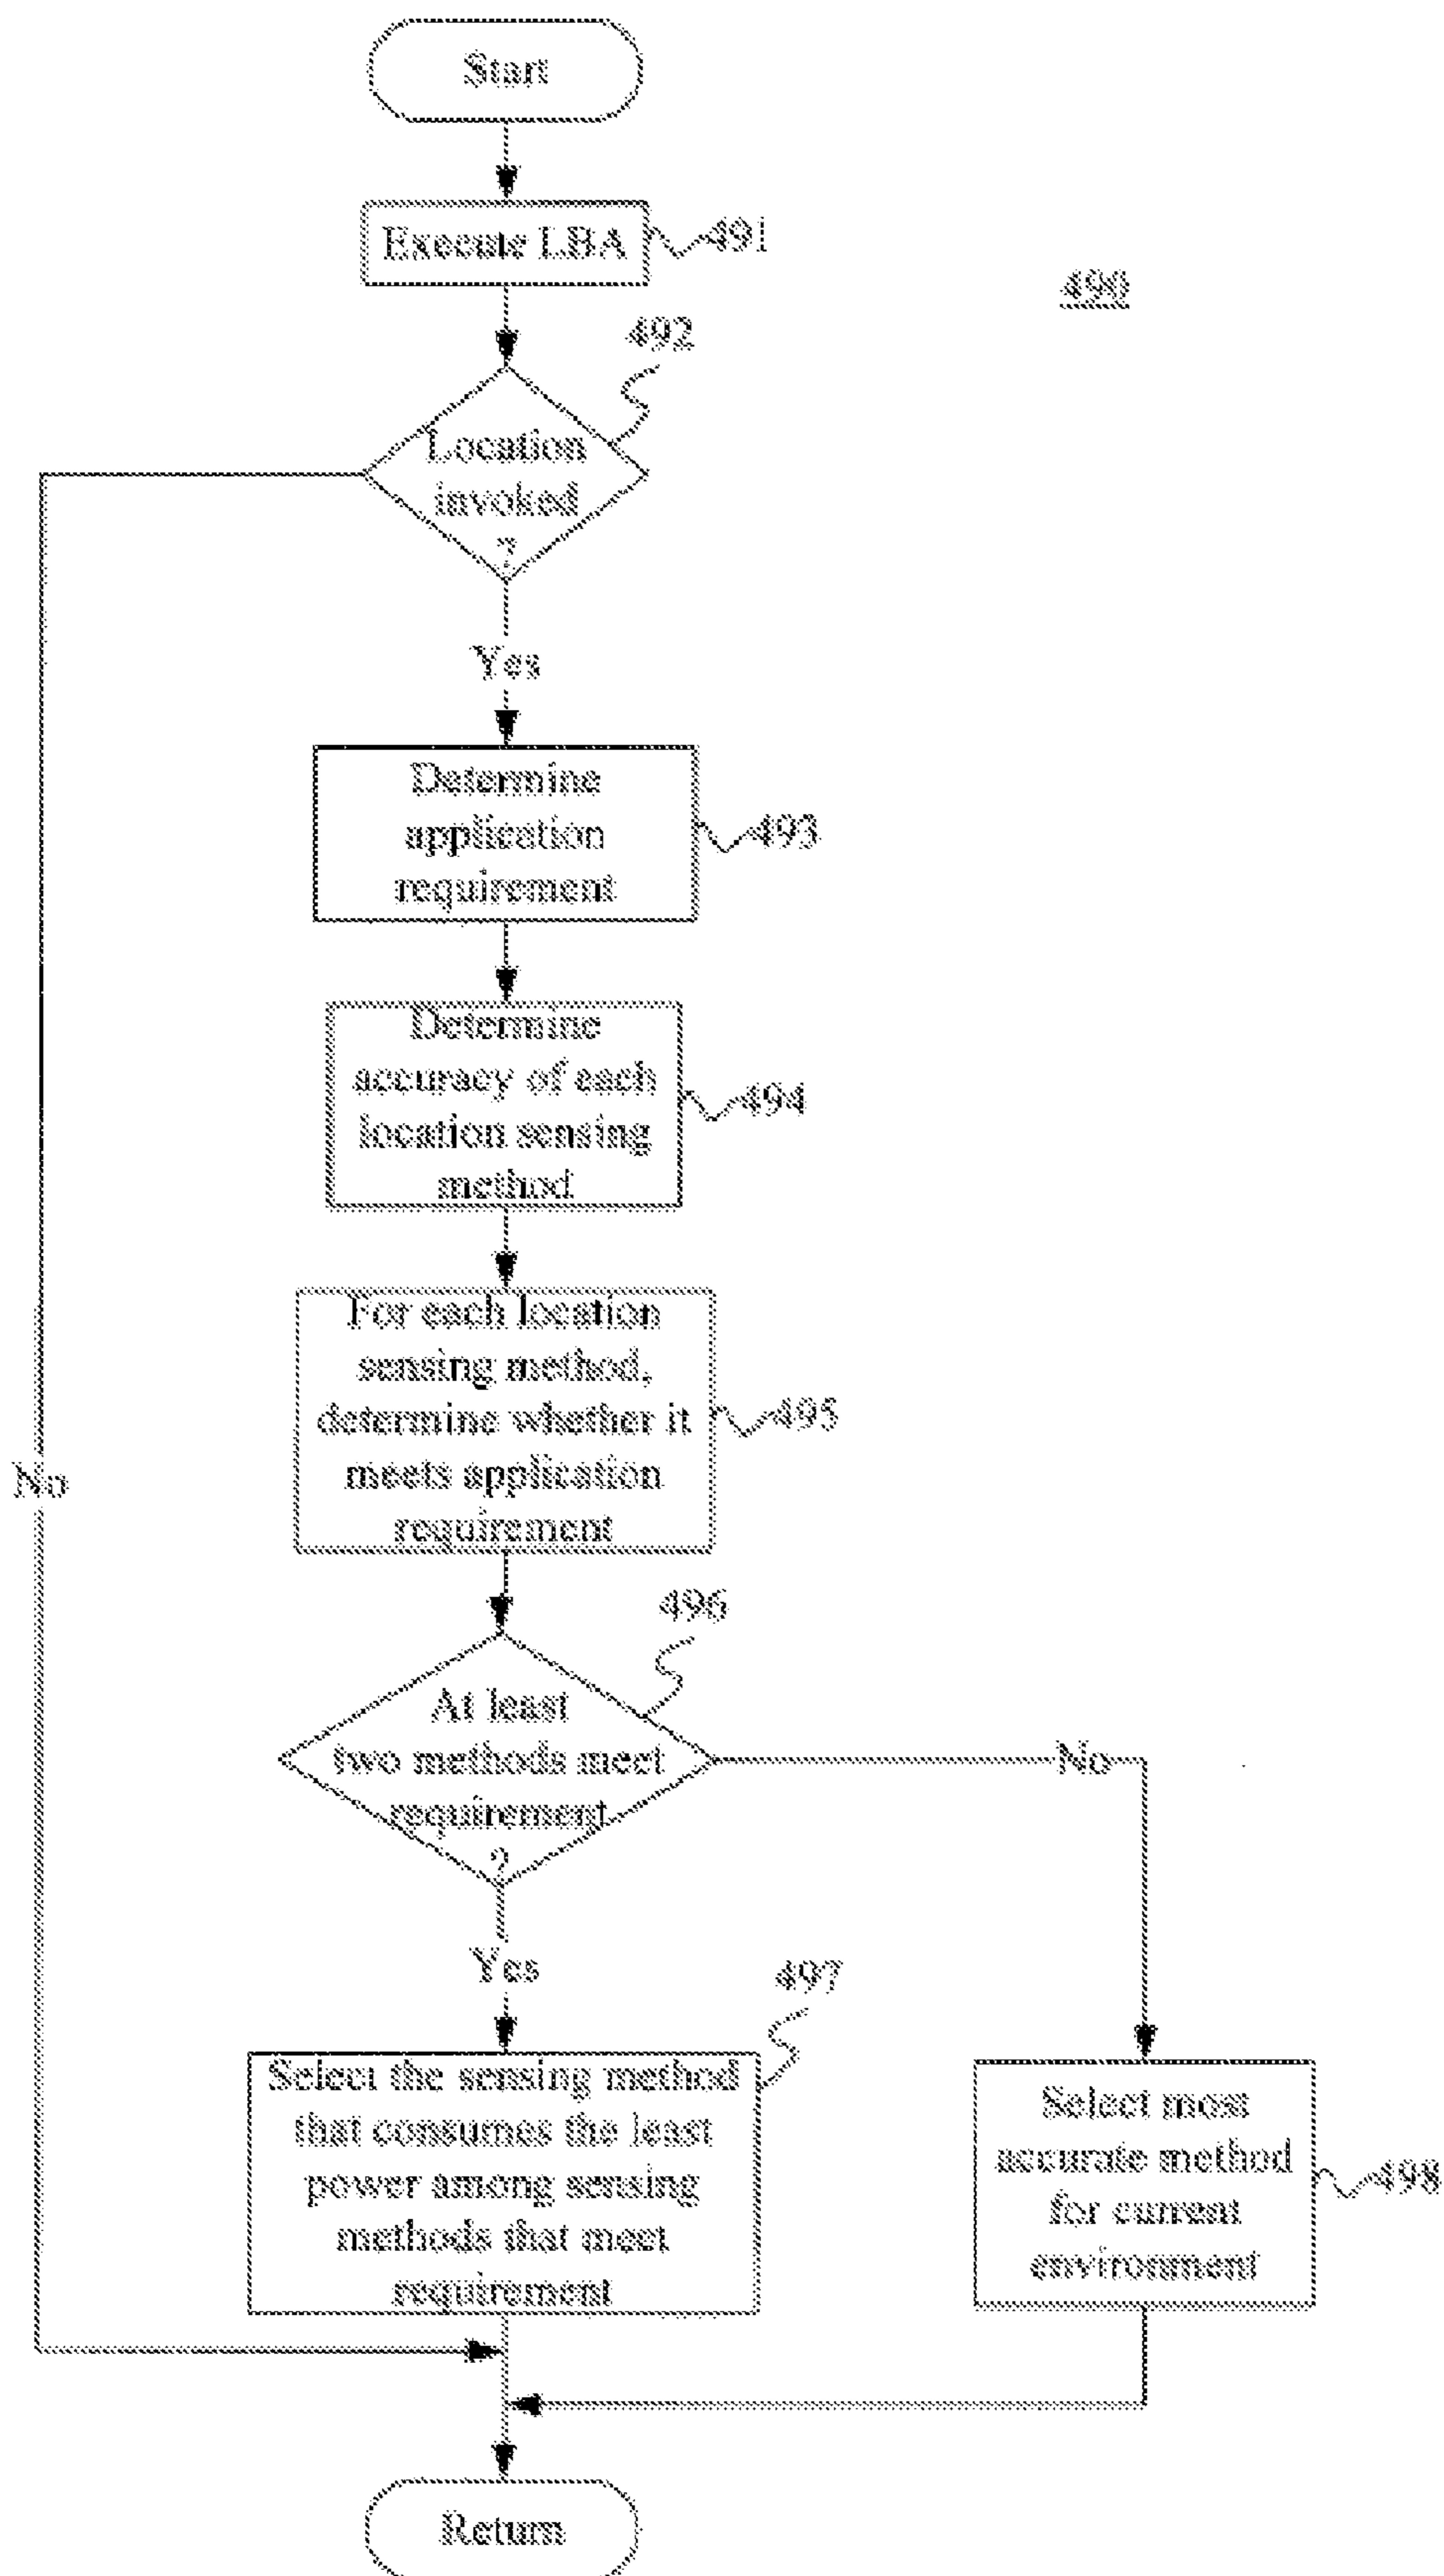 Start
Execute LBA
491
490
492
Location
invoked
?
Yes
Determine
application
requirement
493
Determine
accuracy of each
location sensing
method
494
For each location
sensing method,
determine whether it
meets application
requirement
495
No
496
At least
two methods meet
requirement
?
No
Yes
497
Select the sensing method
that consumes the least
power among sensing
methods that meet
requirement
Select most
accurate method
for current
environment
498
Return